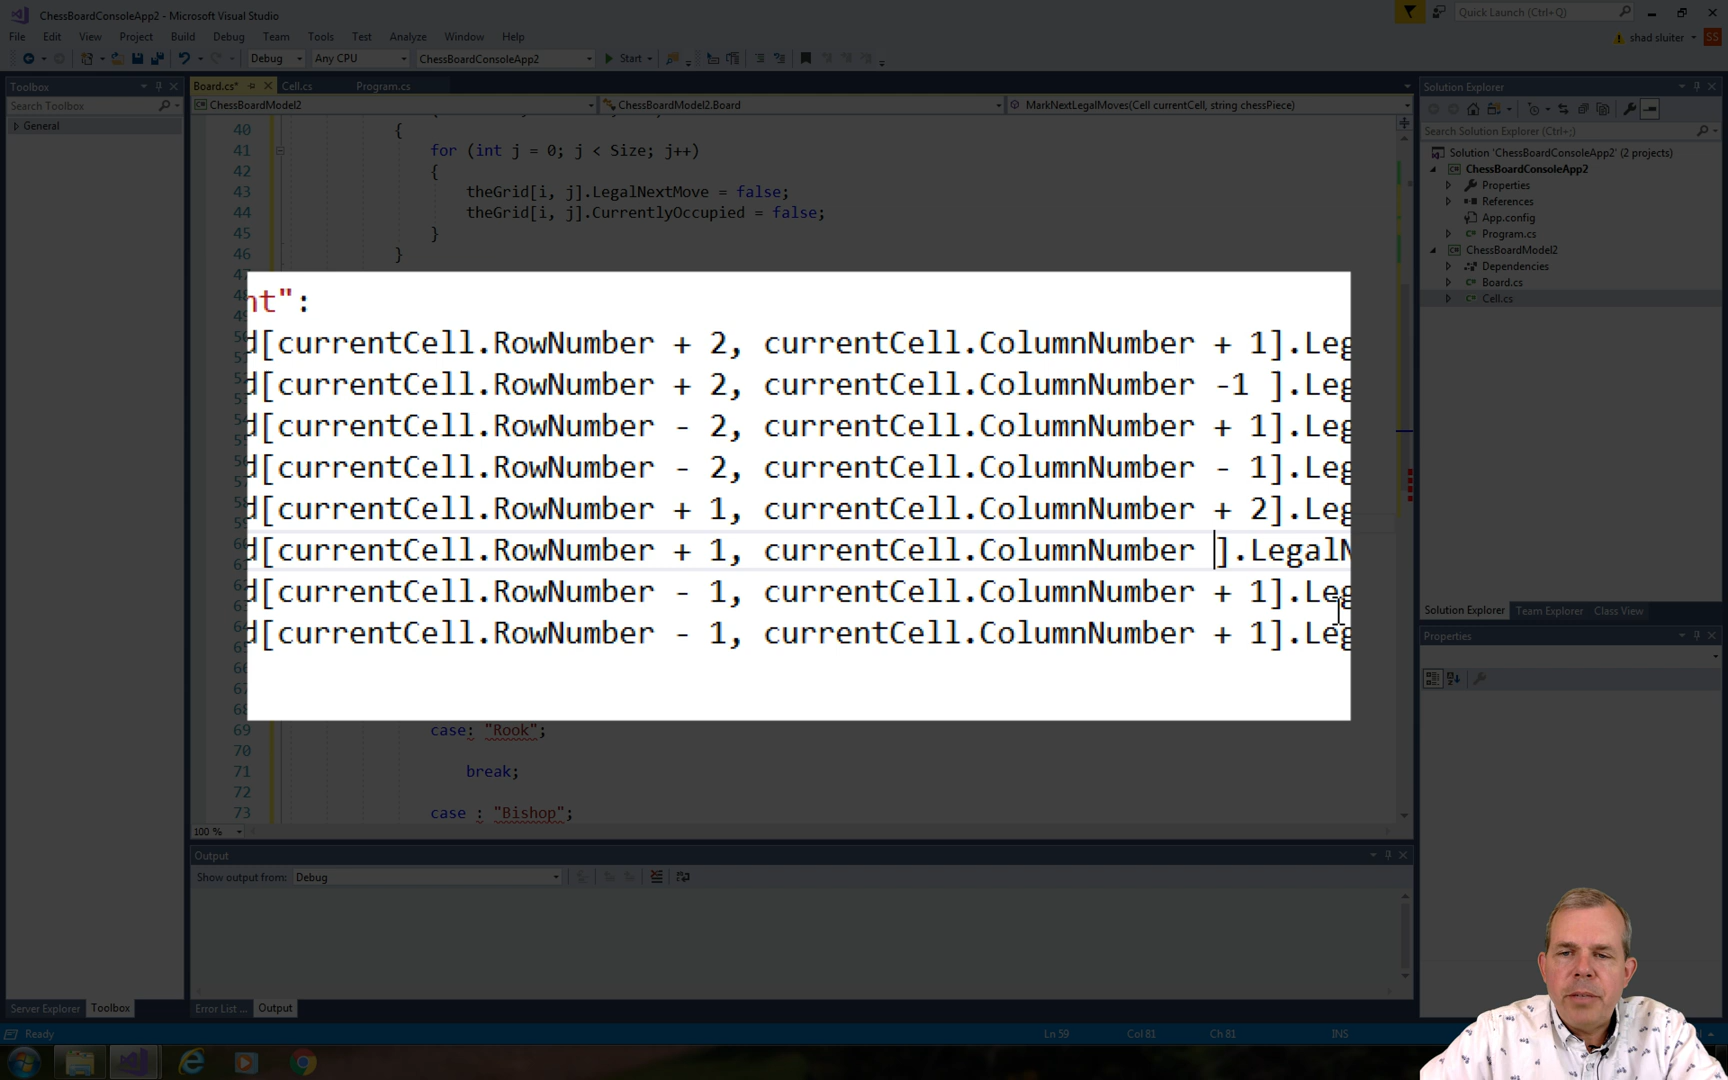 ChessBoardConsoleApp2 - Microsoft Visual Studio
Quick Launch (Ctrl+Q)
File Edit View Project Build Debug Team Tools Test Analyze Window Help
shad sluiter
SS
Debug Any CPU ChessBoardConsoleApp2 Start
Toolbox
Search Toolbox
General
Board.cs* Cell.cs Program.cs
ChessBoardModel2 ChessBoardModel2.Board MarkNextLegalMoves(Cell currentCell, string chessPiece)
40 {
41 for (int j = 0; j < Size; j++)
42 {
43 theGrid[i, j].LegalNextMove = false;
44 theGrid[i, j].CurrentlyOccupied = false;
45 }
46 }
nt":
d[currentCell.RowNumber + 2, currentCell.ColumnNumber + 1].Leg
d[currentCell.RowNumber + 2, currentCell.ColumnNumber -1 ].Leg
d[currentCell.RowNumber - 2, currentCell.ColumnNumber + 1].Leg
d[currentCell.RowNumber - 2, currentCell.ColumnNumber - 1].Leg
d[currentCell.RowNumber + 1, currentCell.ColumnNumber + 2].Leg
d[currentCell.RowNumber + 1, currentCell.ColumnNumber ].LegalN
d[currentCell.RowNumber - 1, currentCell.ColumnNumber + 1].Leg
d[currentCell.RowNumber - 1, currentCell.ColumnNumber + 1].Leg
69 case: "Rook";
70
71 break;
72
73 case : "Bishop";
100 %
Output
Show output from: Debug
Server Explorer Toolbox
Error List ... Output
Ready Ln 59 Col 81 Ch 81 INS
Solution Explorer
Search Solution Explorer (Ctrl+;)
Solution 'ChessBoardConsoleApp2' (2 projects)
ChessBoardConsoleApp2
Properties
References
App.config
Program.cs
ChessBoardModel2
Dependencies
Board.cs
Cell.cs
Solution Explorer Team Explorer Class View
Properties